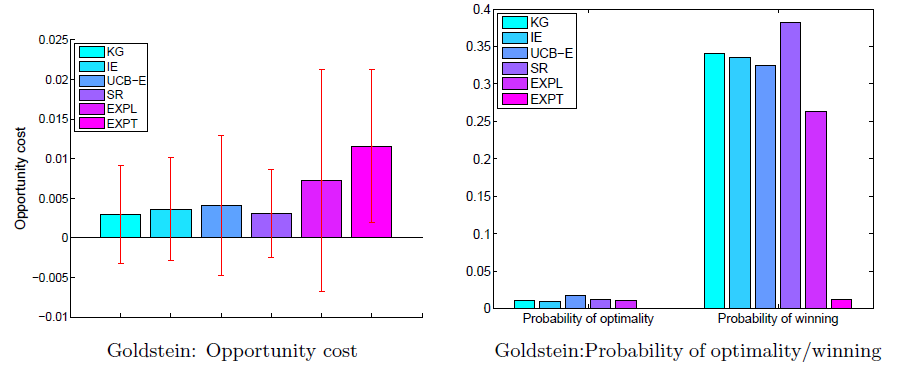 0.025
0.02
0.015
0.01
0.005
0
−0.005
−0.01
Opportunity cost
KG
IE
UCB−E
SR
EXPL
EXPT
Goldstein: Opportunity cost
0.4
0.35
0.3
0.25
0.2
0.15
0.1
0.05
0
KG
IE
UCB−E
SR
EXPL
EXPT
Probability of optimality
Probability of winning
Goldstein:Probability of optimality/winning